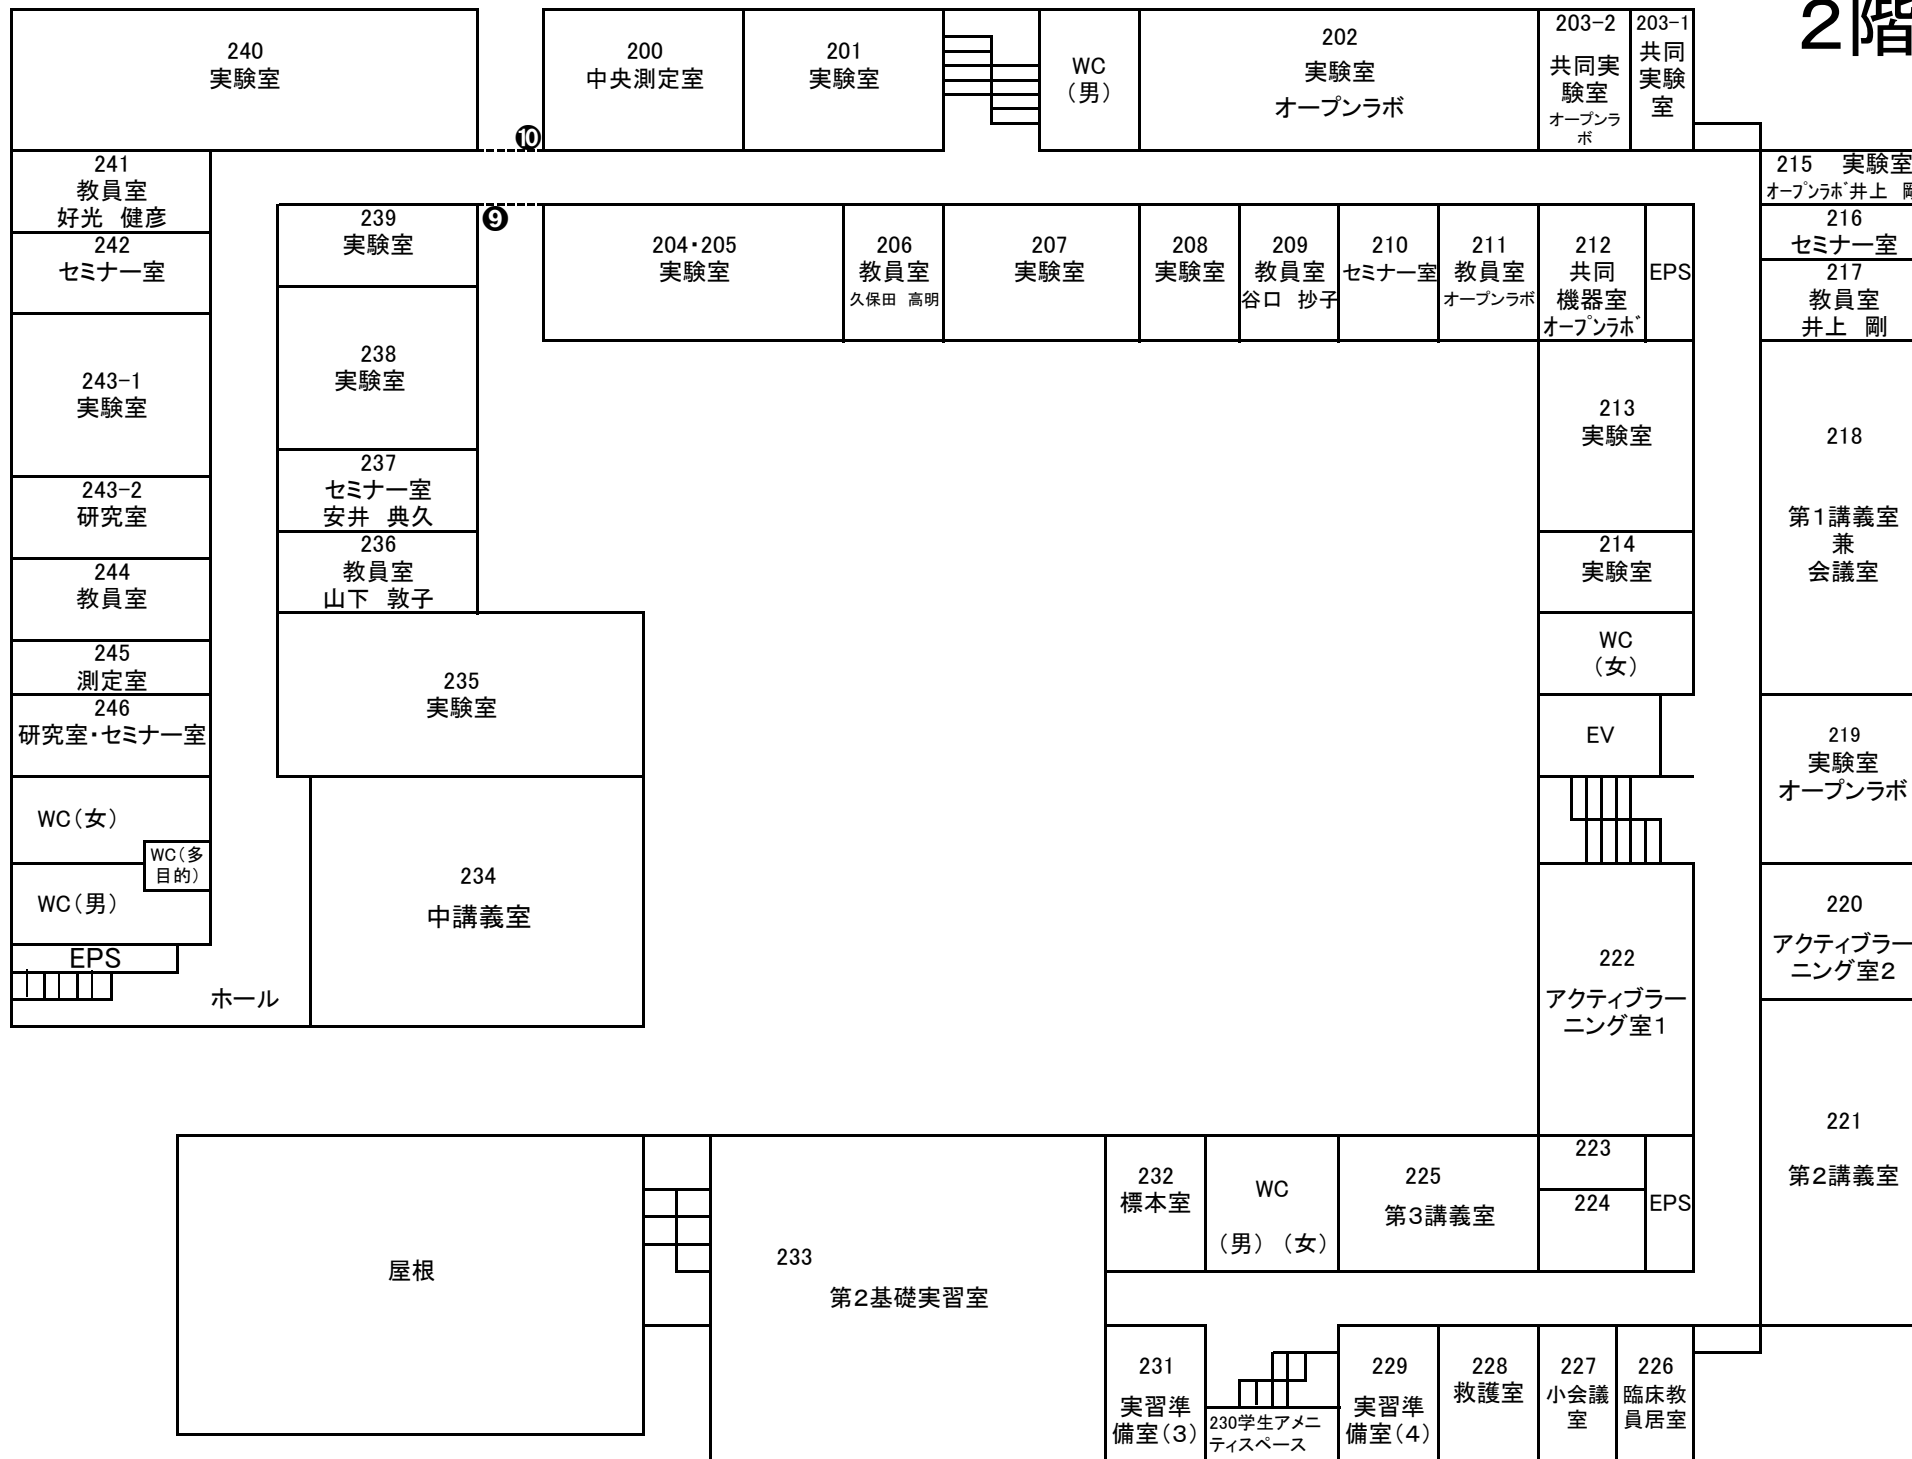 2階
240
実験室
200
中央測定室
201
実験室
WC
(男)
202
実験室
オープンラボ
203-2
共同実
験室
オープンラ
ボ
203-1
共同
実験
室
❿
241
教員室
好光 健彦
242
セミナー室
243-1
実験室
243-2
研究室
244
教員室
245
測定室
246
研究室・セミナー室
WC(女)
WC(多
目的)
WC(男)
EPS
ホール
❾
239
実験室
238
実験室
237
セミナー室
安井 典久
236
教員室
山下 敦子
235
実験室
234
中講義室
204・205
実験室
206
教員室
久保田 高明
207
実験室
208
実験室
209
教員室
谷口 抄子
210
セミナー室
211
教員室
オープンラボ
212
共同
機器室
オープンラボ
EPS
213
実験室
214
実験室
WC
(女)
EV
222
アクティブラー
ニング室1
215 実験室
オープンラボ井上 剛
216
セミナー室
217
教員室
井上 剛
218
第1講義室
兼
会議室
219
実験室
オープンラボ
220
アクティブラー
ニング室2
221
第2講義室
屋根
233
第2基礎実習室
232
標本室
WC
(男) (女)
225
第3講義室
223
224
EPS
231
実習準
備室(3)
230学生アメニ
ティスペース
229
実習準
備室(4)
228
救護室
227
小会議
室
226
臨床教
員居室